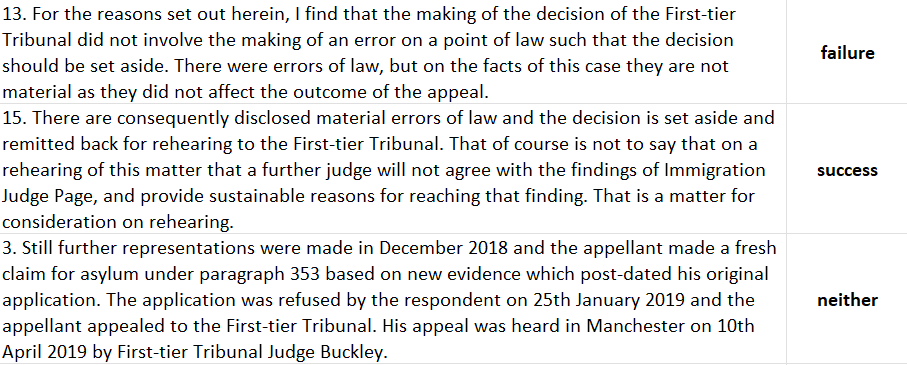 13. For the reasons set out herein, I find that the making of the decision of the First-tier
Tribunal did not involve the making of an error on a point of law such that the decision
should be set aside. There were errors of law, but on the facts of this case they are not
material as they did not affect the outcome of the appeal.
failure
15. There are consequently disclosed material errors of law and the decision is set aside and
remitted back for rehearing to the First-tier Tribunal. That of course is not to say that on a
rehearing of this matter that a further judge will not agree with the findings of Immigration
Judge Page, and provide sustainable reasons for reaching that finding. That is a matter for
consideration on rehearing.
success
3. Still further representations were made in December 2018 and the appellant made a fresh
claim for asylum under paragraph 353 based on new evidence which post-dated his original
application. The application was refused by the respondent on 25th January 2019 and the
appellant appealed to the First-tier Tribunal. His appeal was heard in Manchester on 10th
April 2019 by First-tier Tribunal Judge Buckley.
neither